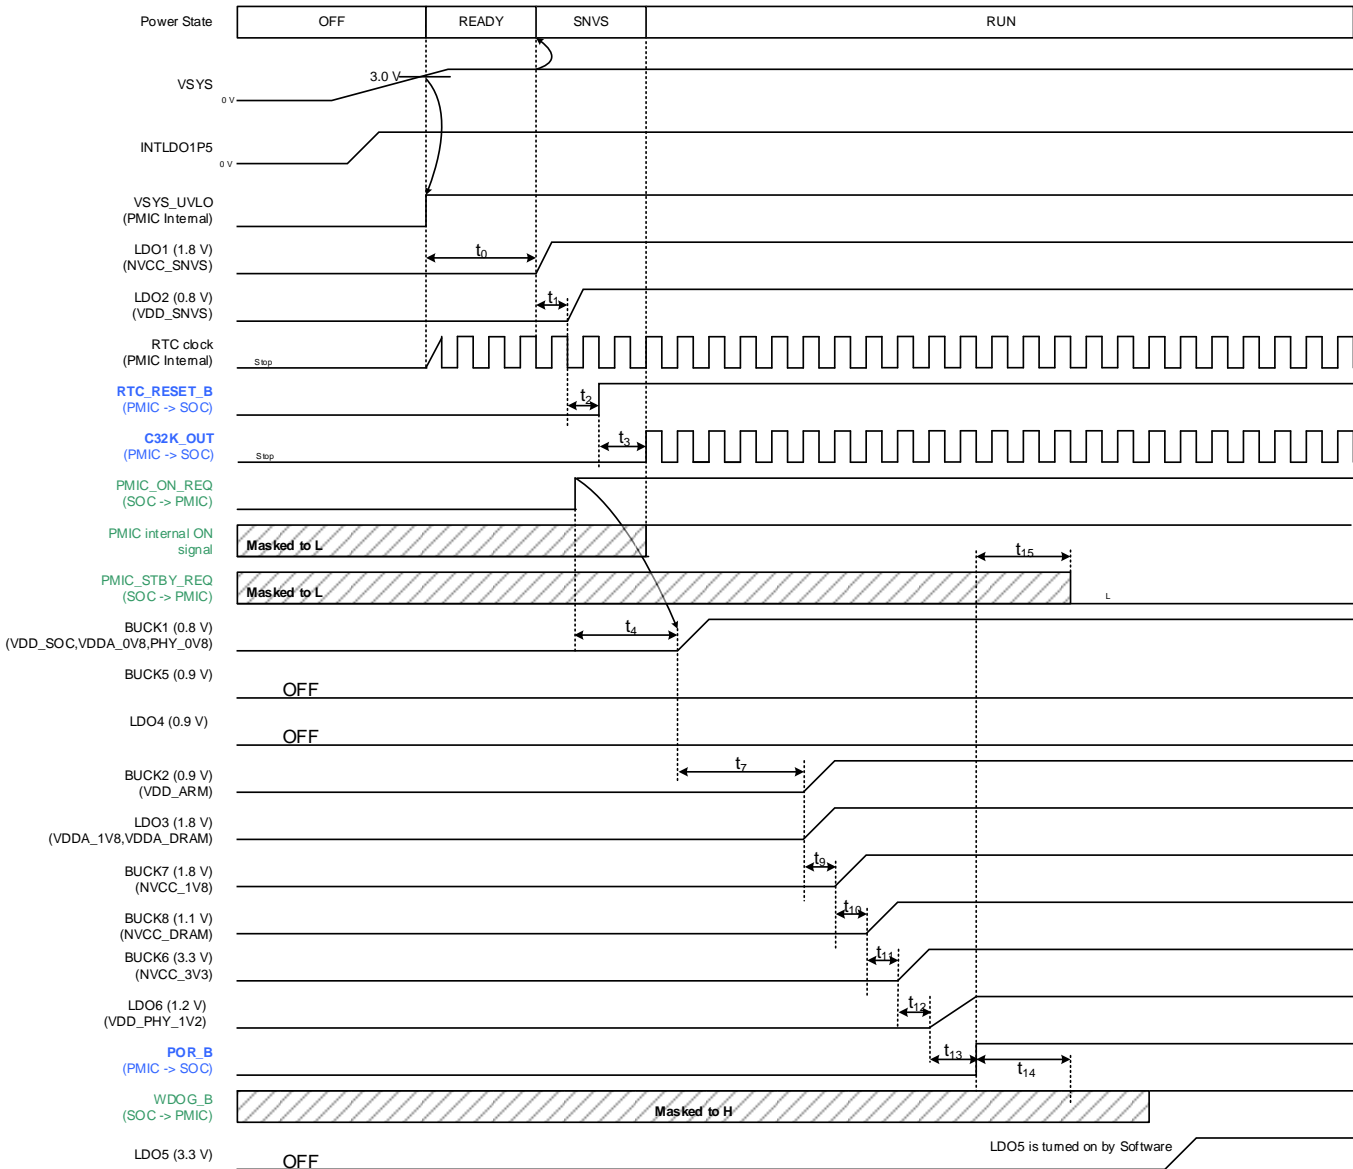 Power State OFF READY SNVS RUN
3.0 V
VSYS
0 V
INTLDO1P5
0 V
VSYS_UVLO
(PMIC Internal)
LDO1 (1.8 V)
(NVCC_SNVS)
t0
LDO2 (0.8 V)
(VDD_SNVS)
t1
RTC clock
(PMIC Internal)
Stop
RTC_RESET_B
(PMIC -> SOC)
t2
C32K_OUT
(PMIC -> SOC)
Stop
t3
PMIC_ON_REQ
(SOC -> PMIC)
PMIC internal ON
signal
Masked to L
t15
PMIC_STBY_REQ
(SOC -> PMIC)
Masked to L
L
BUCK1 (0.8 V)
(VDD_SOC,VDDA_0V8,PHY_0V8)
t4
BUCK5 (0.9 V)
OFF
LDO4 (0.9 V)
OFF
BUCK2 (0.9 V)
(VDD_ARM)
t7
LDO3 (1.8 V)
(VDDA_1V8,VDDA_DRAM)
BUCK7 (1.8 V)
(NVCC_1V8)
t9
BUCK8 (1.1 V)
(NVCC_DRAM)
t10
BUCK6 (3.3 V)
(NVCC_3V3)
t11
LDO6 (1.2 V)
(VDD_PHY_1V2)
t12
POR_B
(PMIC -> SOC)
t13
t14
WDOG_B
(SOC -> PMIC)
Masked to H
LDO5 (3.3 V)
OFF
LDO5 is turned on by Software